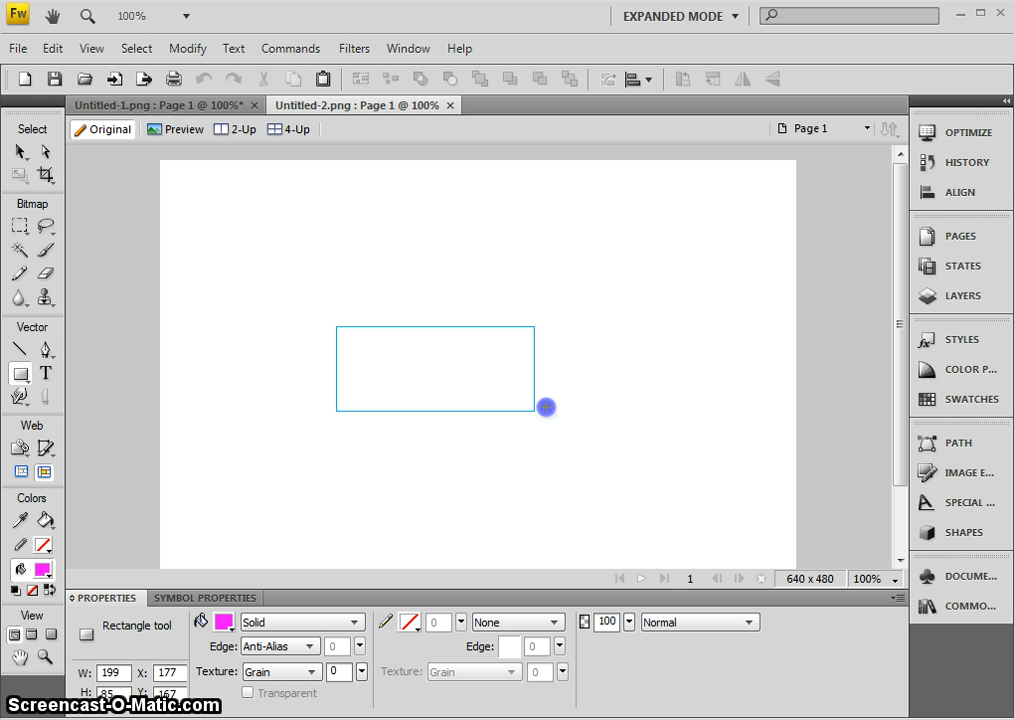 Fw
100%
EXPANDED MODE
File Edit View Select Modify Text Commands Filters Window Help
Untitled-1.png : Page 1 @ 100%*
Untitled-2.png : Page 1 @ 100%
Original Preview 2-Up 4-Up
Page 1
Select
Bitmap
Vector
T
Web
Colors
View
OPTIMIZE
HISTORY
ALIGN
PAGES
STATES
LAYERS
STYLES
COLOR P...
SWATCHES
PATH
IMAGE E...
SPECIAL ...
SHAPES
DOCUME...
COMMO...
1
640 x 480
100%
PROPERTIES
SYMBOL PROPERTIES
Rectangle tool
Solid
0
None
100
Normal
Edge: Anti-Alias 0
Edge: 0
W: 199 X: 177
Texture: Grain 0
Texture: Grain 0
H: 85 Y: 167
Transparent
Screencast-O-Matic.com